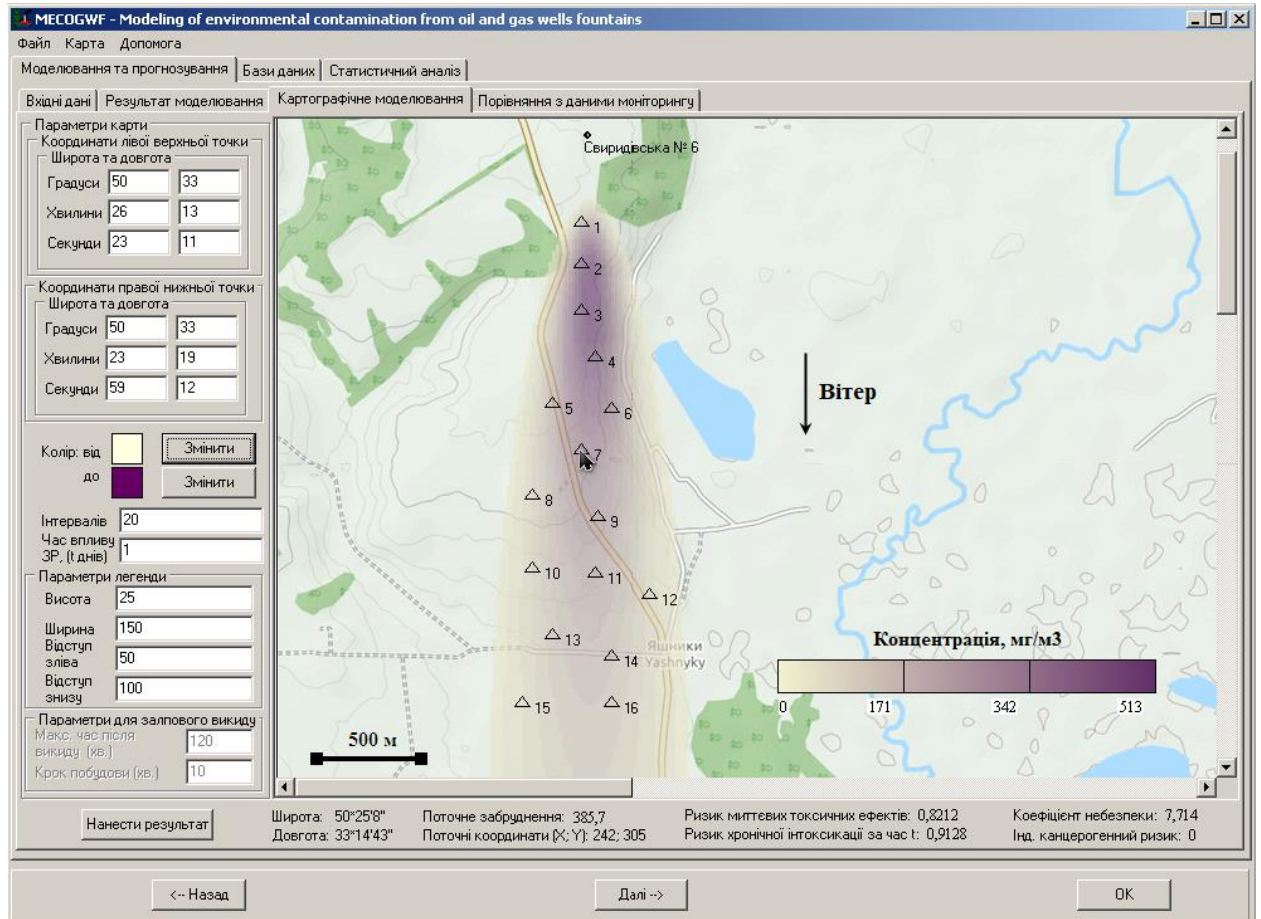 MECOGWF - Modeling of environmental contamination from oil and gas wells fountains
Файл Карта Допомога
Моделювання та прогнозування Бази даних Статистичний аналіз
Вхідні дані Результат моделювання Картографічне моделювання Порівняння з даними моніторингу
Параметри карти
Координати лівої верхньої точки
Широта та довгота
Градуси 50 33
Хвилини 26 13
Секунди 23 11
Координати правої нижньої точки
Широта та довгота
Градуси 50 33
Хвилини 23 19
Секунди 59 12
Колір: від Змінити
до Змінити
Інтервалів 20
Час впливу
ЗР, (t днів) 1
Параметри легенди
Висота 25
Ширина 150
Відступ
зліва 50
Відступ
знизу 100
Параметри для залпового викиду
Макс. час після
викиду (хв.) 120
Крок побудови (хв.) 10
Нанести результат
Свиридівська № 6
1
2
3
4
5
6
7
8
9
10
11
12
13
14
15
16
Вітер
Яшники
Yashnyky
Концентрація, мг/м3
0 171 342 513
500 м
Широта: 50°25'8" Поточне забруднення: 385,7 Ризик миттєвих токсичних ефектів: 0,8212 Коефіцієнт небезпеки: 7,714
Довгота: 33°14'43" Поточні координати (X; Y): 242; 305 Ризик хронічної інтоксикації за час t: 0,9128 Інд. канцерогенний ризик: 0
<-- Назад Далі --> OK